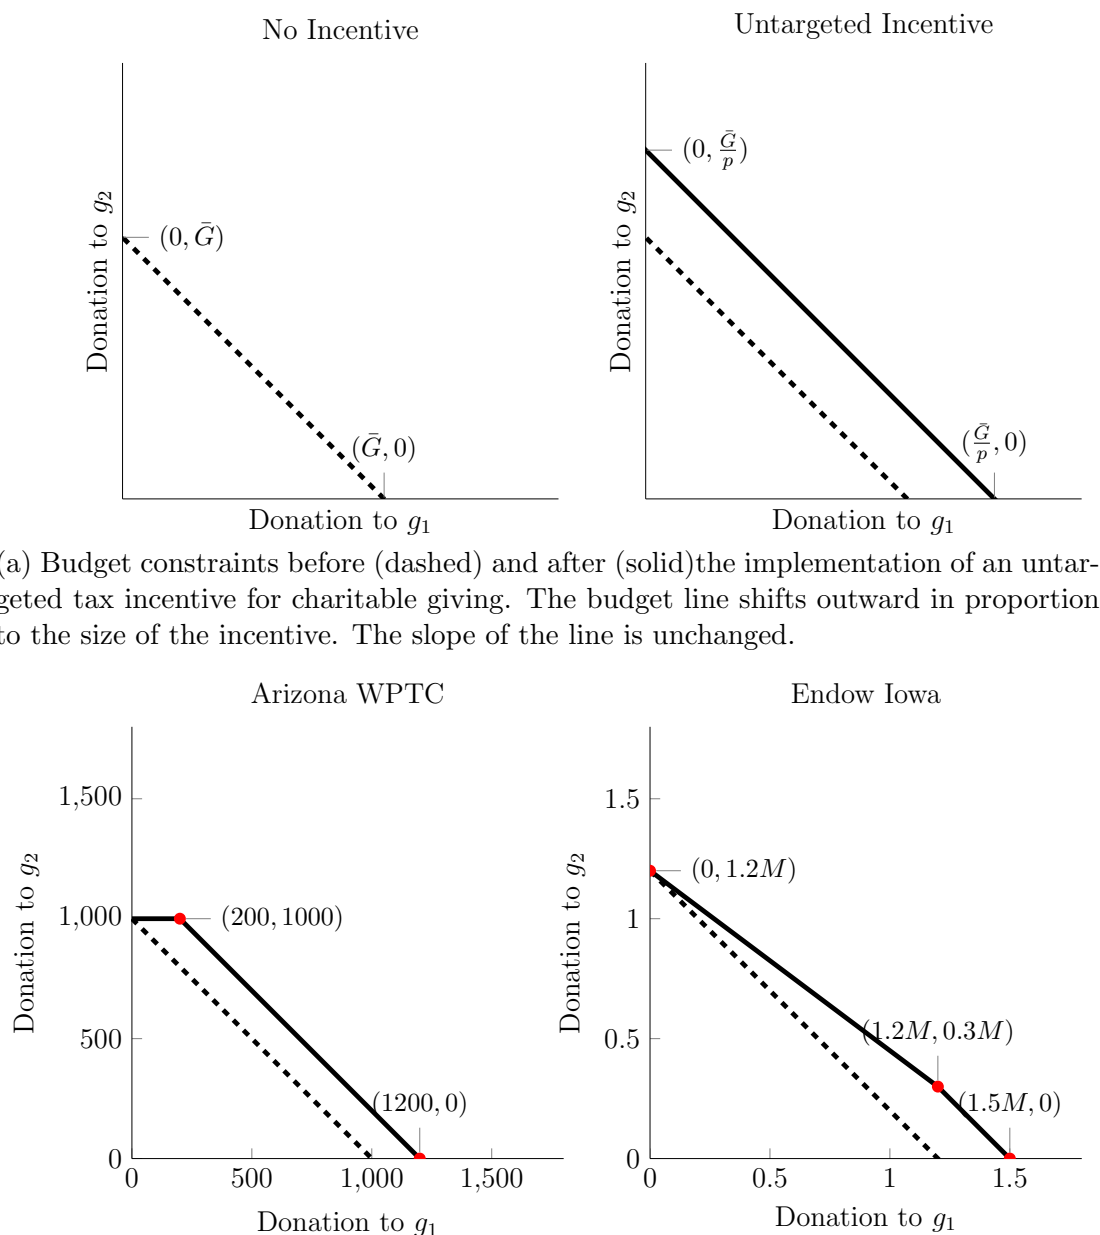 No Incentive
Donation to g₂
(0, Ḡ)
(Ḡ, 0)
Donation to g₁
Untargeted Incentive
Donation to g₂
(0, Ḡ/p)
(Ḡ/p, 0)
Donation to g₁
(a) Budget constraints before (dashed) and after (solid)the implementation of an untar-
geted tax incentive for charitable giving. The budget line shifts outward in proportion
to the size of the incentive. The slope of the line is unchanged.
Arizona WPTC
Donation to g₂
1,500
1,000
500
0
(200, 1000)
(1200, 0)
0 500 1,000 1,500
Donation to g₁
Endow Iowa
Donation to g₂
1.5
1
0.5
0
(0, 1.2M)
(1.2M, 0.3M)
(1.5M, 0)
0 0.5 1 1.5
Donation to g₁